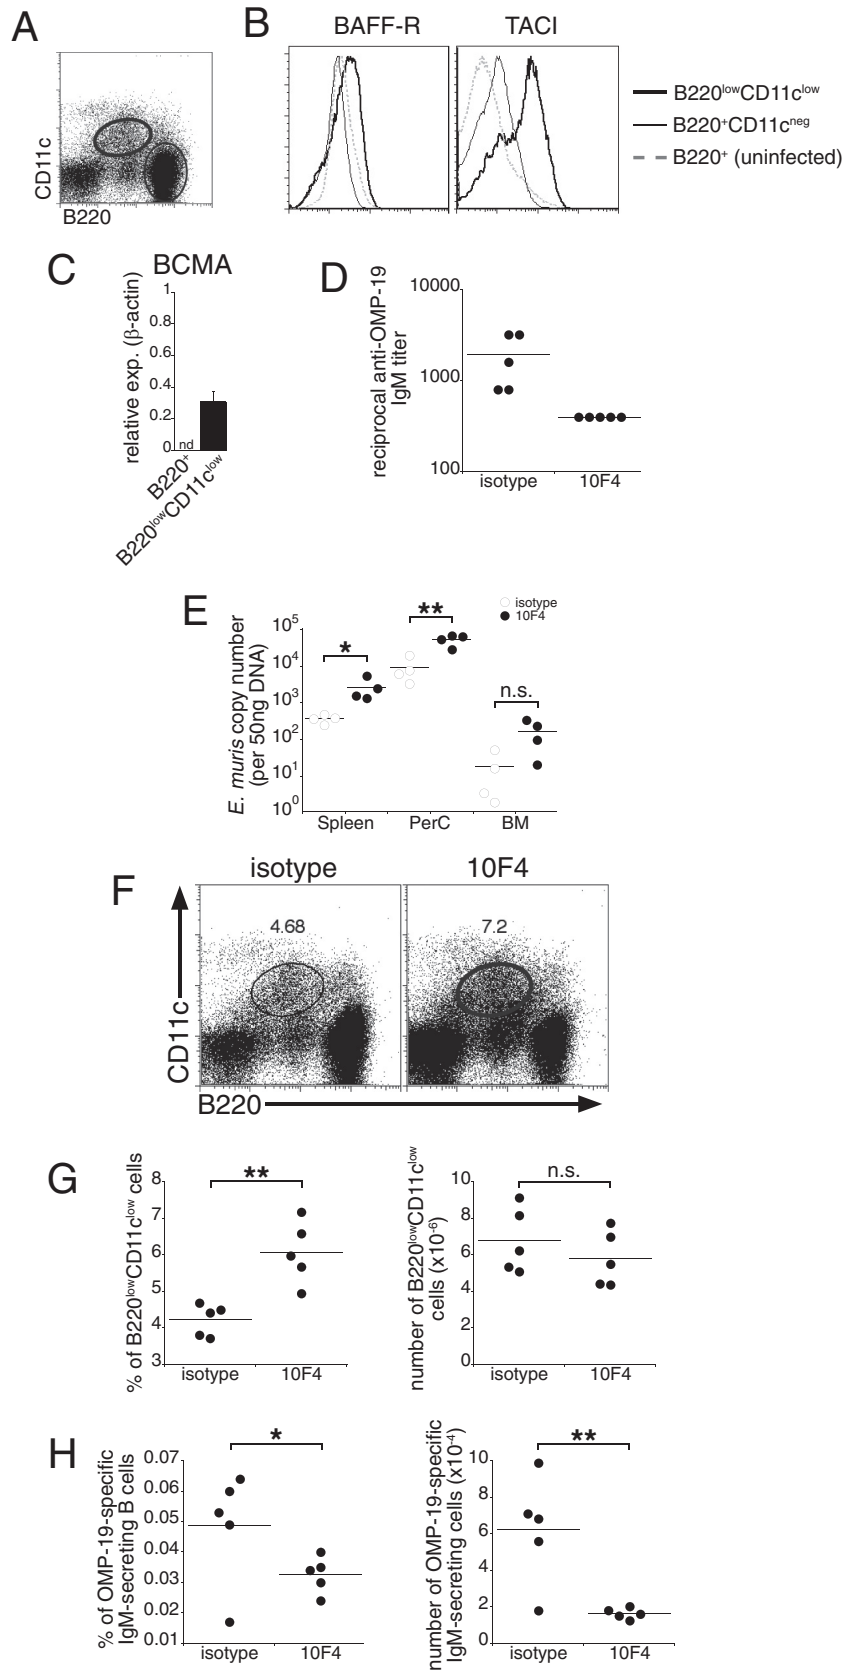 A
CD11c
B220
B
BAFF-R
TACI
B220lowCD11clow
B220+CD11cneg
B220+ (uninfected)
C
BCMA
relative exp. (β-actin)
1
0.8
0.6
0.4
0.2
0
nd
B220+
B220lowCD11clow
D
reciprocal anti-OMP-19
IgM titer
10000
1000
100
isotype
10F4
E
E. muris copy number
(per 50ng DNA)
10^5
10^4
10^3
10^2
10^1
10^0
*
**
n.s.
isotype
10F4
Spleen
PerC
BM
F
isotype
10F4
4.68
7.2
CD11c
B220
G
% of B220lowCD11clow cells
8
7
6
5
4
3
**
isotype
10F4
number of B220lowCD11clow
cells (x10-6)
10
8
6
4
2
0
n.s.
isotype
10F4
H
% of OMP-19-specific
IgM-secreting B cells
0.07
0.06
0.05
0.04
0.03
0.02
0.01
*
isotype
10F4
number of OMP-19-specific
IgM-secreting cells (x10-4)
10
8
6
4
2
0
**
isotype
10F4